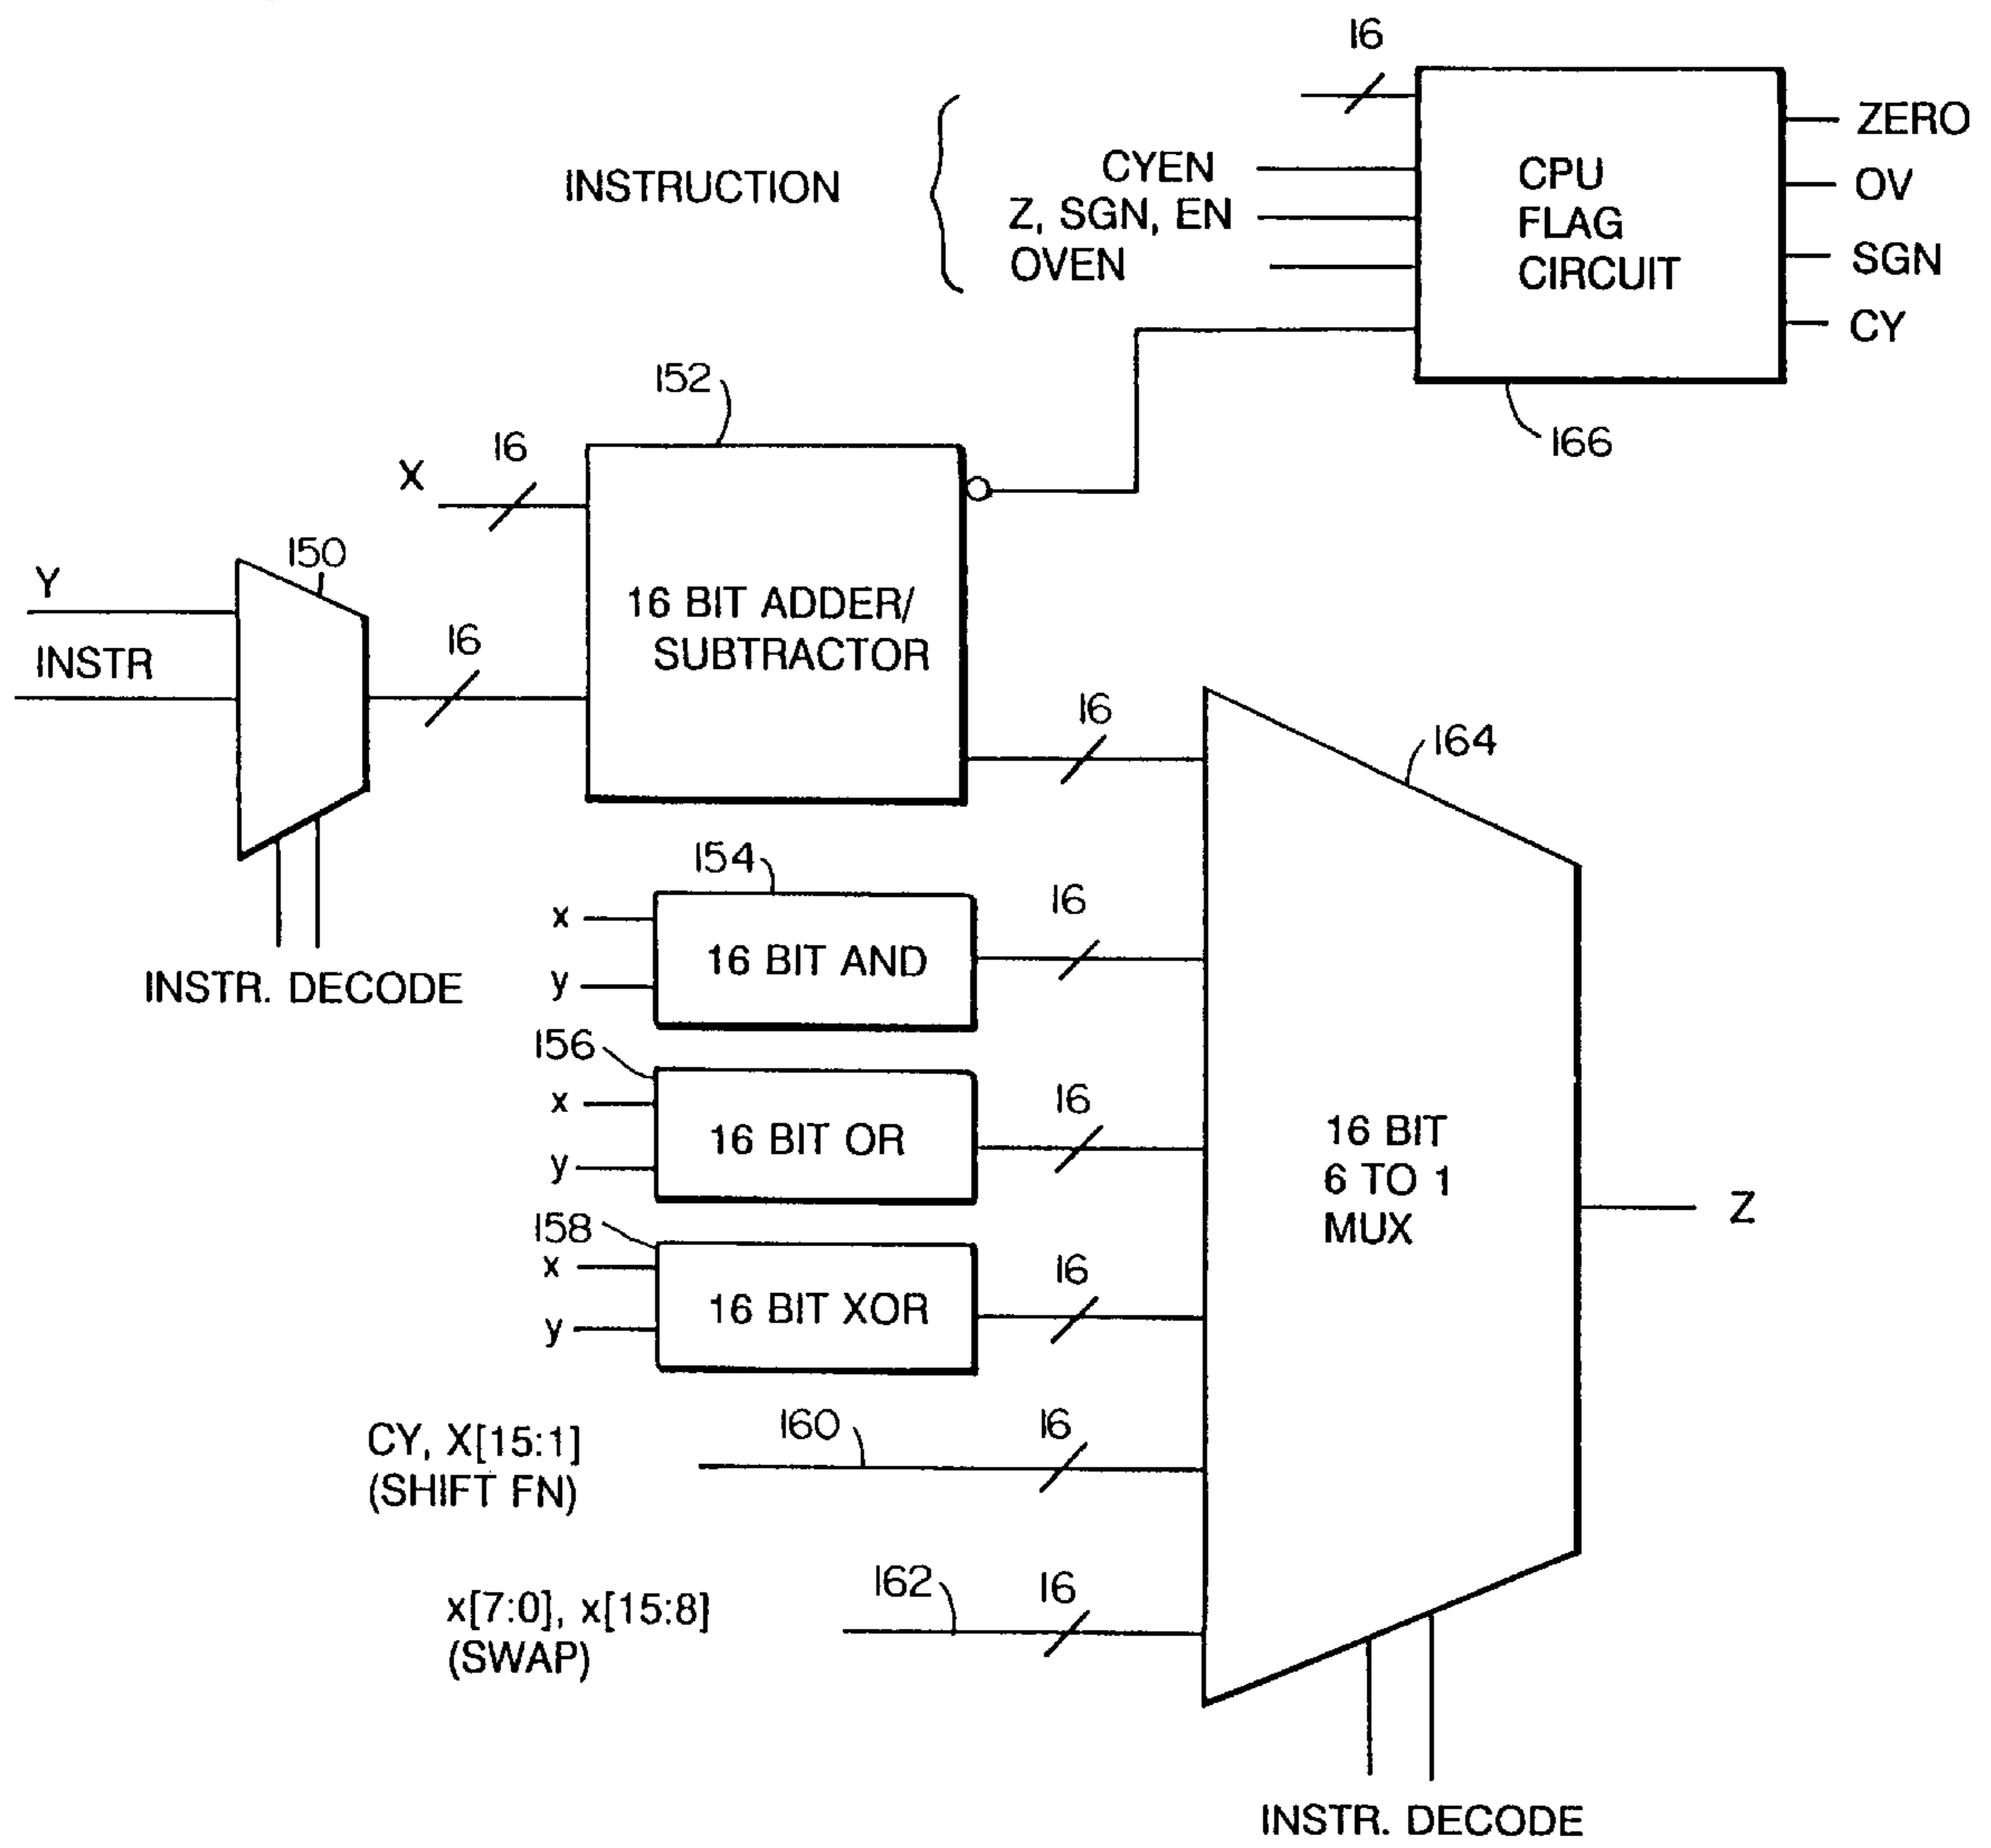 16
INSTRUCTION
CYEN
Z, SGN, EN
OVEN
CPU
FLAG
CIRCUIT
ZERO
OV
SGN
CY
166
152
X
16
150
Y
INSTR
16
16 BIT ADDER/
SUBTRACTOR
INSTR. DECODE
16
164
154
x
y
16 BIT AND
16
156
x
y
16 BIT OR
16
158
x
y
16 BIT XOR
16
16 BIT
6 TO 1
MUX
Z
CY, X[15:1]
(SHIFT FN)
160
16
x[7:0], x[15:8]
(SWAP)
162
16
INSTR. DECODE